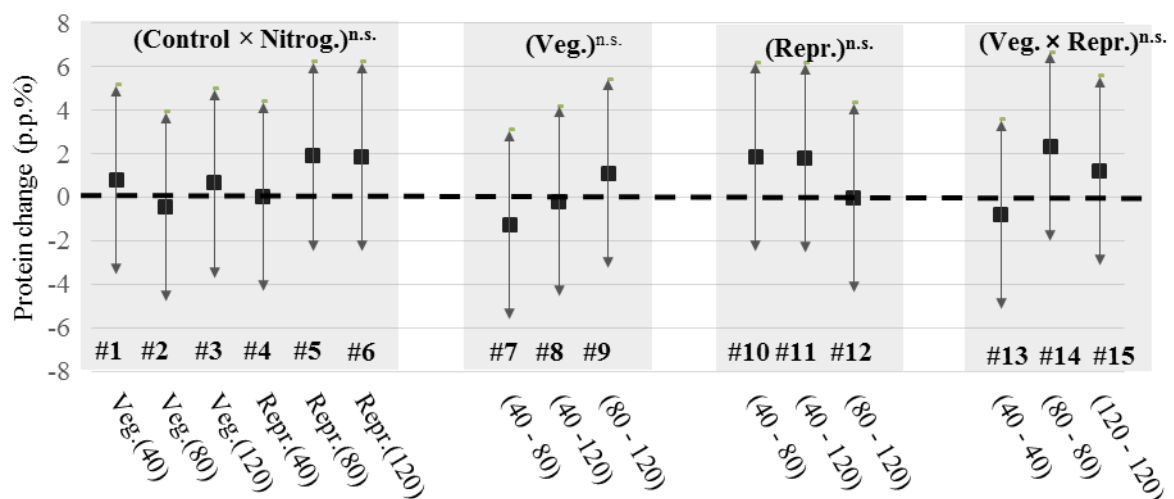 Protein change (p.p.%)
8
6
4
2
0
-2
-4
-6
-8
(Control × Nitrog.)n.s.
(Veg.)n.s.
(Repr.)n.s.
(Veg. × Repr.)n.s.
#1 #2 #3 #4 #5 #6 #7 #8 #9 #10 #11 #12 #13 #14 #15
Veg.(40)
Veg.(80)
Veg.(120)
Repr.(40)
Repr.(80)
Repr.(120)
(40 - 80)
(40 -120)
(80 - 120)
(40 - 80)
(40 - 120)
(80 - 120)
(40 - 40)
(80 - 80)
(120 - 120)